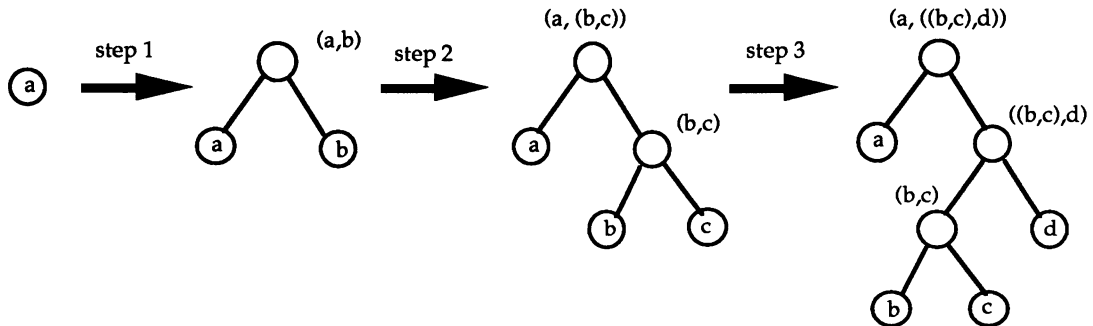 (a, (b,c))
(a, ((b,c),d))
step 1
(a,b)
step 2
step 3
a
(b,c)
((b,c),d)
a
b
a
a
(b,c)
b
c
d
b
c